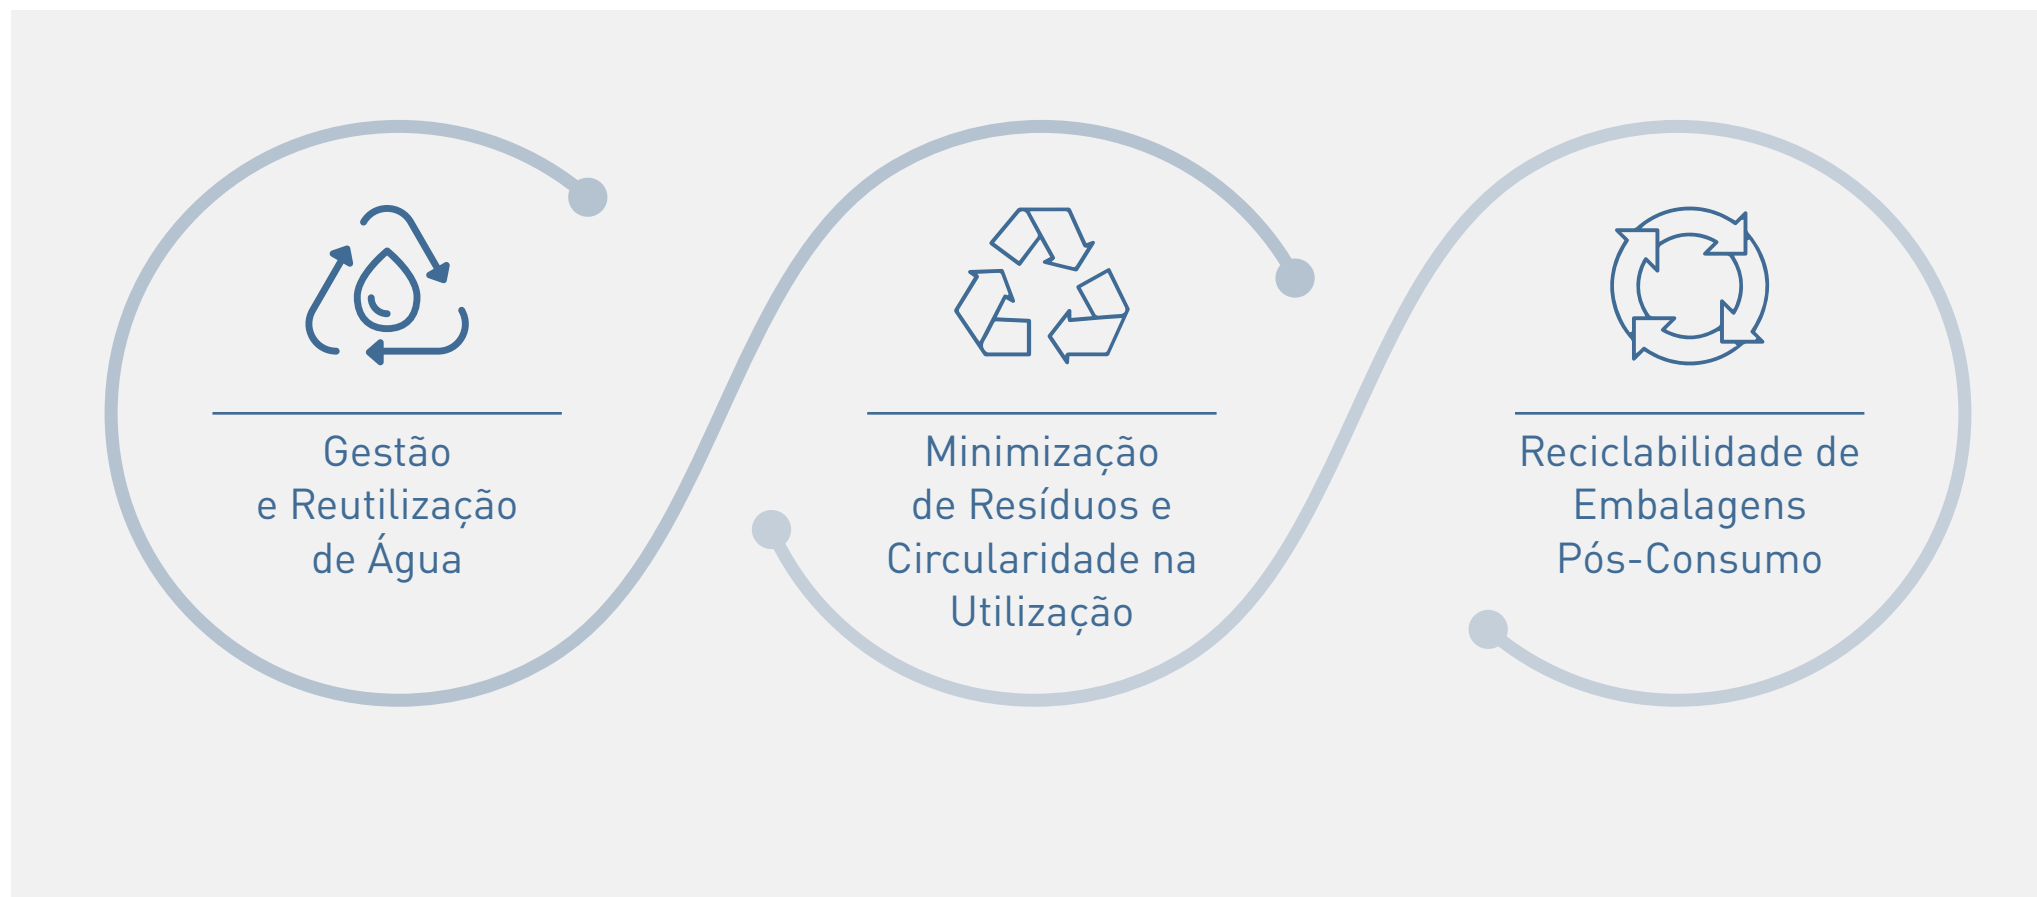 Gestão
e Reutilização
de Água
Minimização
de Resíduos e
Circularidade na
Utilização
Reciclabilidade de
Embalagens
Pós-Consumo